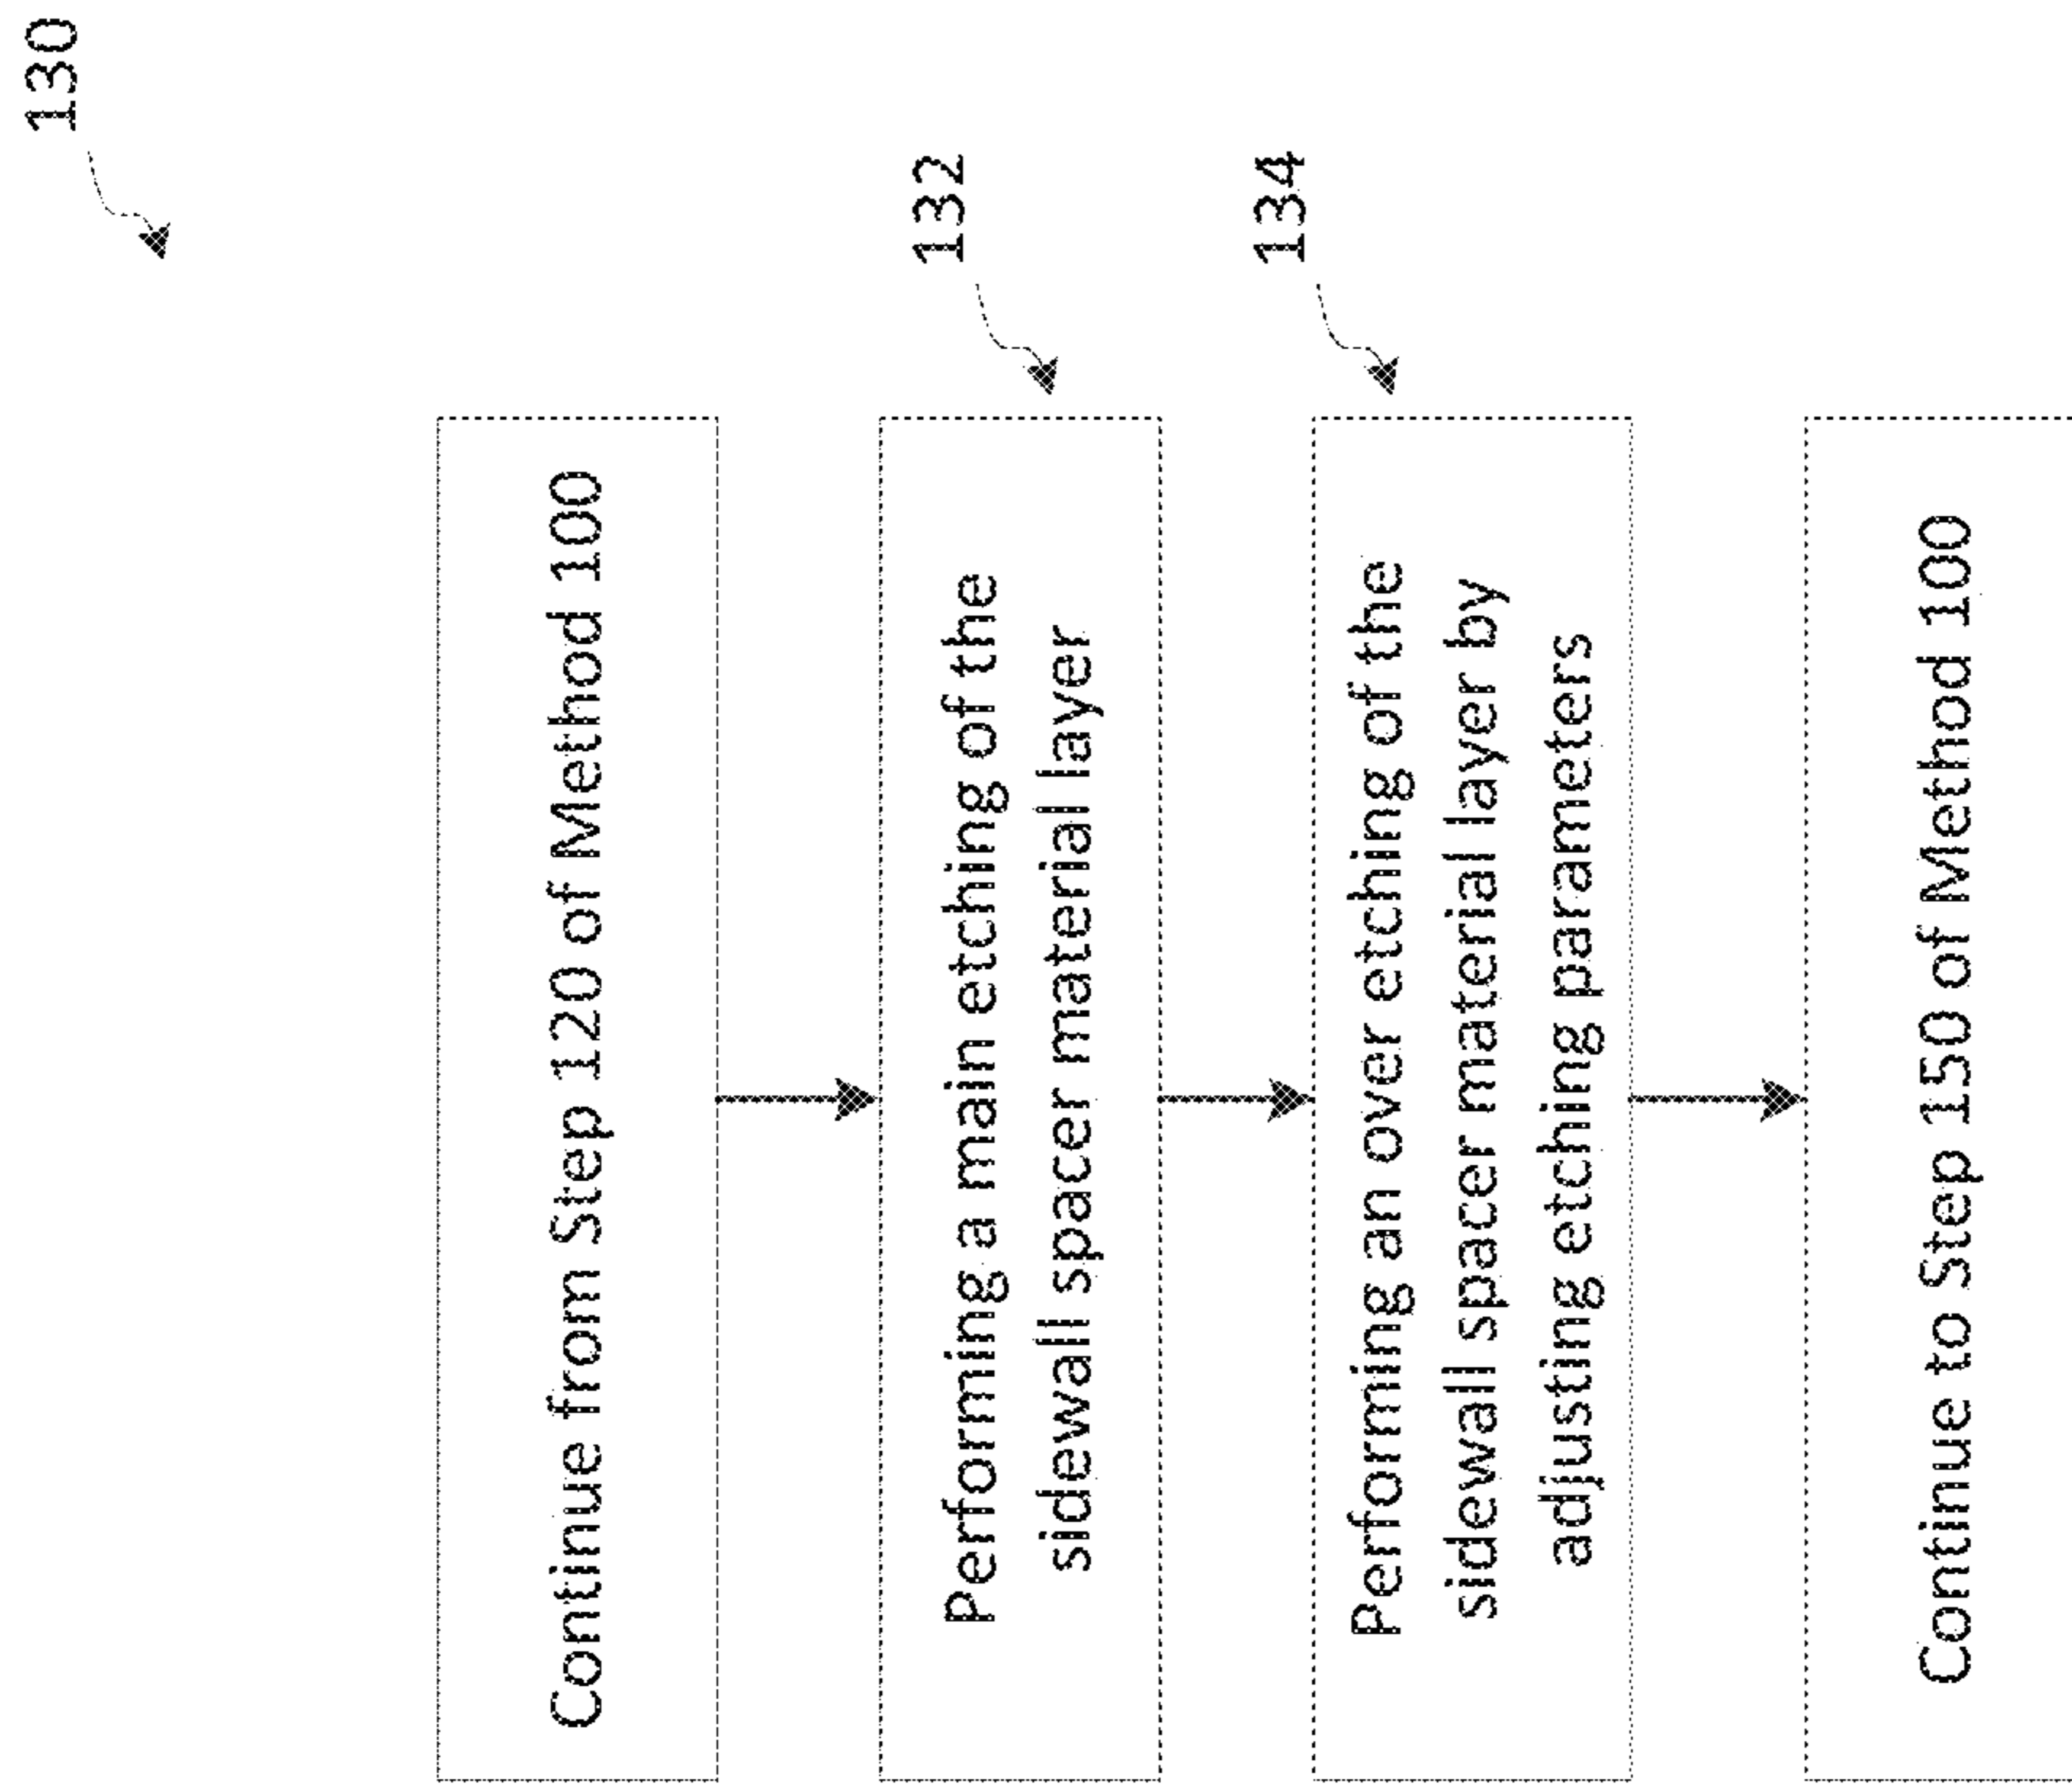 130
Continue from Step 120 of Method 100
132
Performing a main etching of the
sidewall spacer material layer
134
Performing an over etching of the
sidewall spacer material layer by
adjusting etching parameters
Continue to Step 150 of Method 100